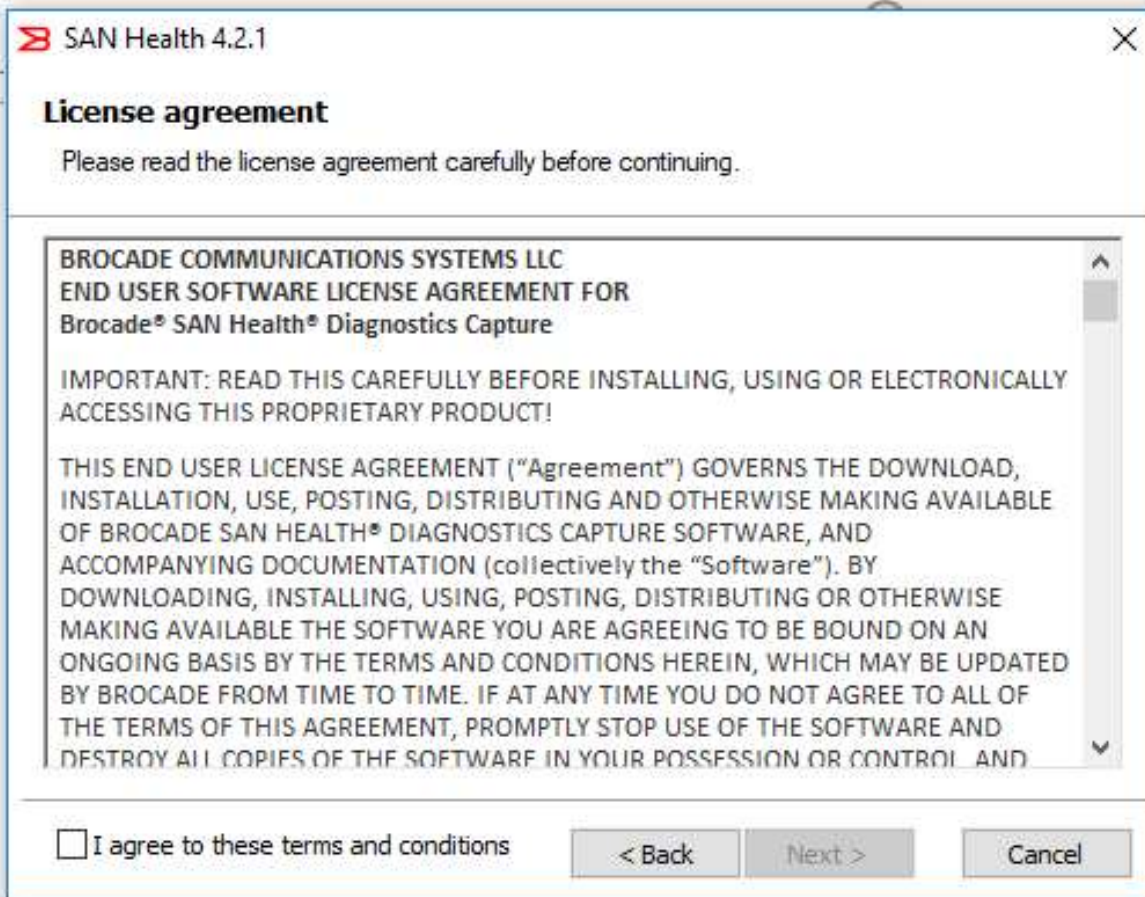 SAN Health 4.2.1
License agreement
Please read the license agreement carefully before continuing.
BROCADE COMMUNICATIONS SYSTEMS LLC
END USER SOFTWARE LICENSE AGREEMENT FOR
Brocade® SAN Health® Diagnostics Capture
IMPORTANT: READ THIS CAREFULLY BEFORE INSTALLING, USING OR ELECTRONICALLY
ACCESSING THIS PROPRIETARY PRODUCT!
THIS END USER LICENSE AGREEMENT (“Agreement”) GOVERNS THE DOWNLOAD,
INSTALLATION, USE, POSTING, DISTRIBUTING AND OTHERWISE MAKING AVAILABLE
OF BROCADE SAN HEALTH® DIAGNOSTICS CAPTURE SOFTWARE, AND
ACCOMPANYING DOCUMENTATION (collectively the “Software”). BY
DOWNLOADING, INSTALLING, USING, POSTING, DISTRIBUTING OR OTHERWISE
MAKING AVAILABLE THE SOFTWARE YOU ARE AGREEING TO BE BOUND ON AN
ONGOING BASIS BY THE TERMS AND CONDITIONS HEREIN, WHICH MAY BE UPDATED
BY BROCADE FROM TIME TO TIME. IF AT ANY TIME YOU DO NOT AGREE TO ALL OF
THE TERMS OF THIS AGREEMENT, PROMPTLY STOP USE OF THE SOFTWARE AND
DESTROY ALL COPIES OF THE SOFTWARE IN YOUR POSSESSION OR CONTROL AND
I agree to these terms and conditions
< Back
Next >
Cancel